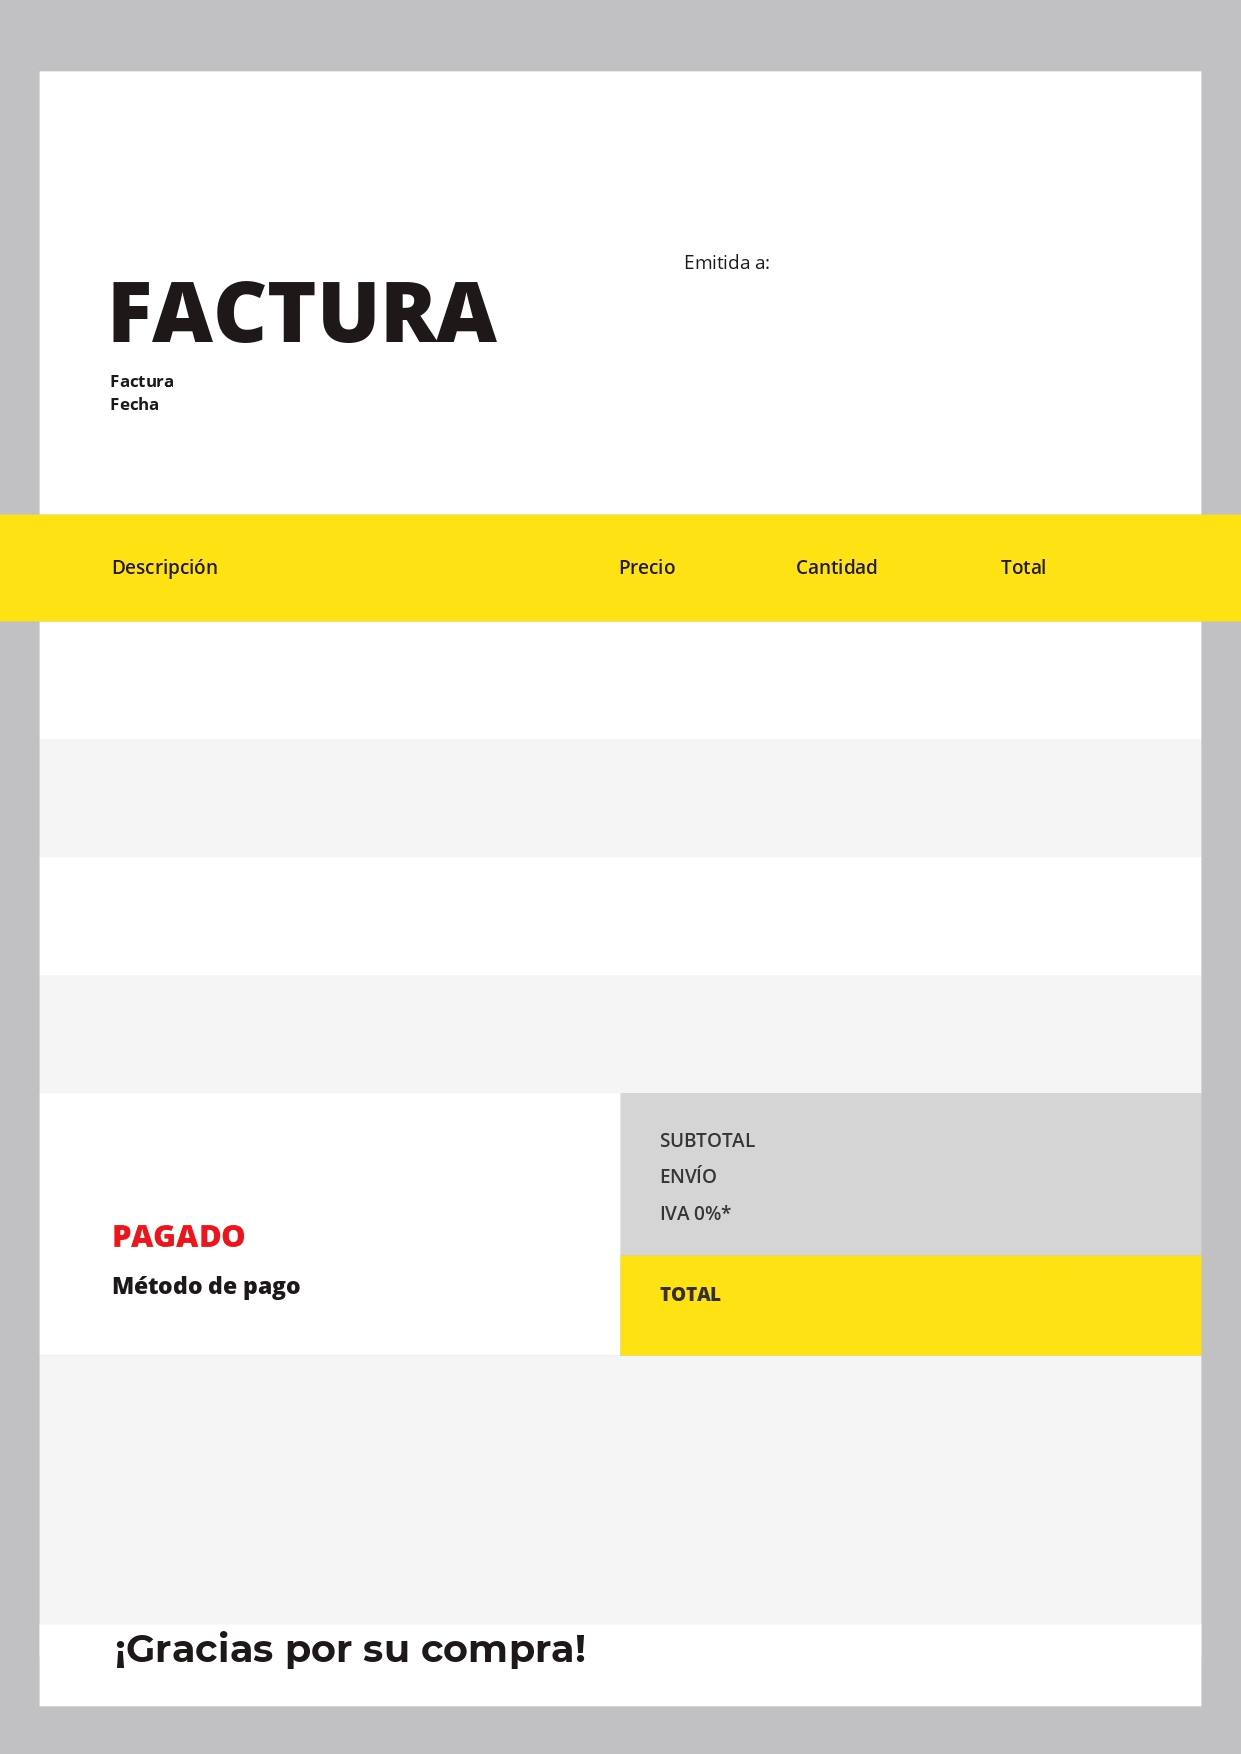 Emitida a:
FACTURA
Factura
Fecha
Descripción Precio Cantidad Total
SUBTOTAL
ENVÍO
IVA 0%*
PAGADO
Método de pago
TOTAL
¡Gracias por su compra!